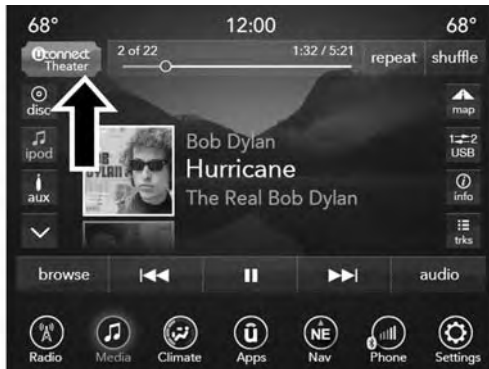 68° 12:00 68°
Uconnect
Theater
2 of 22 1:32 / 5:21 repeat shuffle
disc
map
Bob Dylan
ipod
1 2
USB
Hurricane
The Real Bob Dylan
aux
info
trks
browse audio
Radio Media Climate Apps NE Nav Phone Settings